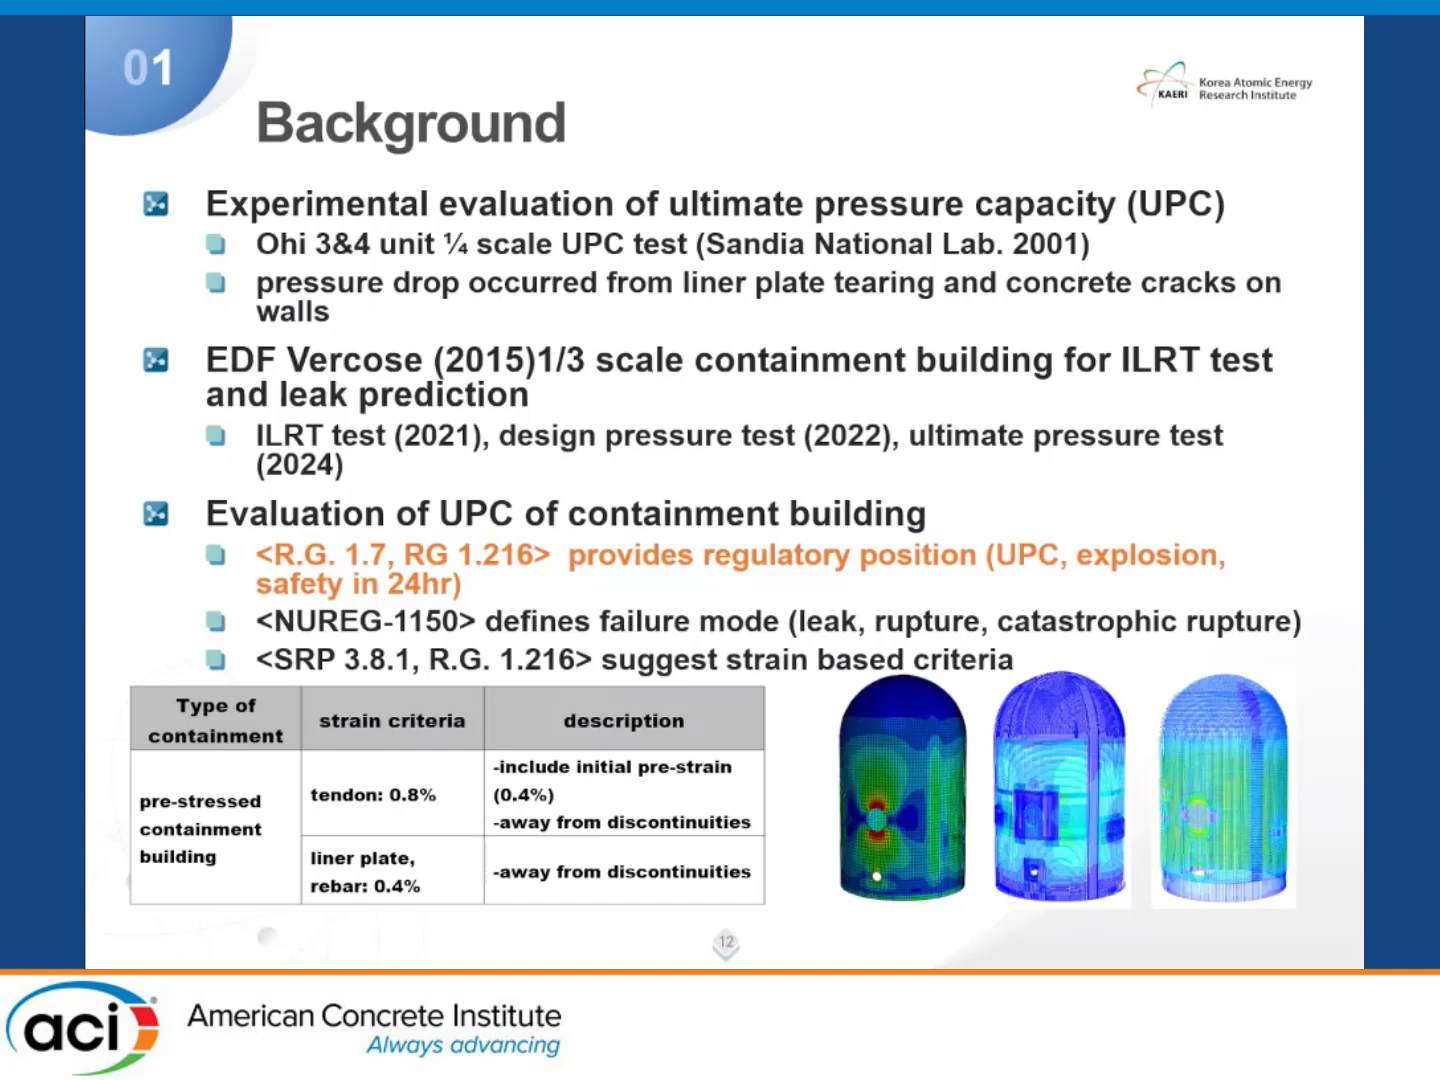 01
KAERI
Korea Atomic Energy
Research Institute
Background
Experimental evaluation of ultimate pressure capacity (UPC)
Ohi 3&4 unit ¼ scale UPC test (Sandia National Lab. 2001)
pressure drop occurred from liner plate tearing and concrete cracks on
walls
EDF Vercose (2015)1/3 scale containment building for ILRT test
and leak prediction
ILRT test (2021), design pressure test (2022), ultimate pressure test
(2024)
Evaluation of UPC of containment building
<R.G. 1.7, RG 1.216>  provides regulatory position (UPC, explosion,
safety in 24hr)
<NUREG-1150> defines failure mode (leak, rupture, catastrophic rupture)
<SRP 3.8.1, R.G. 1.216> suggest strain based criteria
Type of
containment
strain criteria
description
pre-stressed
containment
building
tendon: 0.8%
-include initial pre-strain
(0.4%)
-away from discontinuities
liner plate,
rebar: 0.4%
-away from discontinuities
12
aci
American Concrete Institute
Always advancing